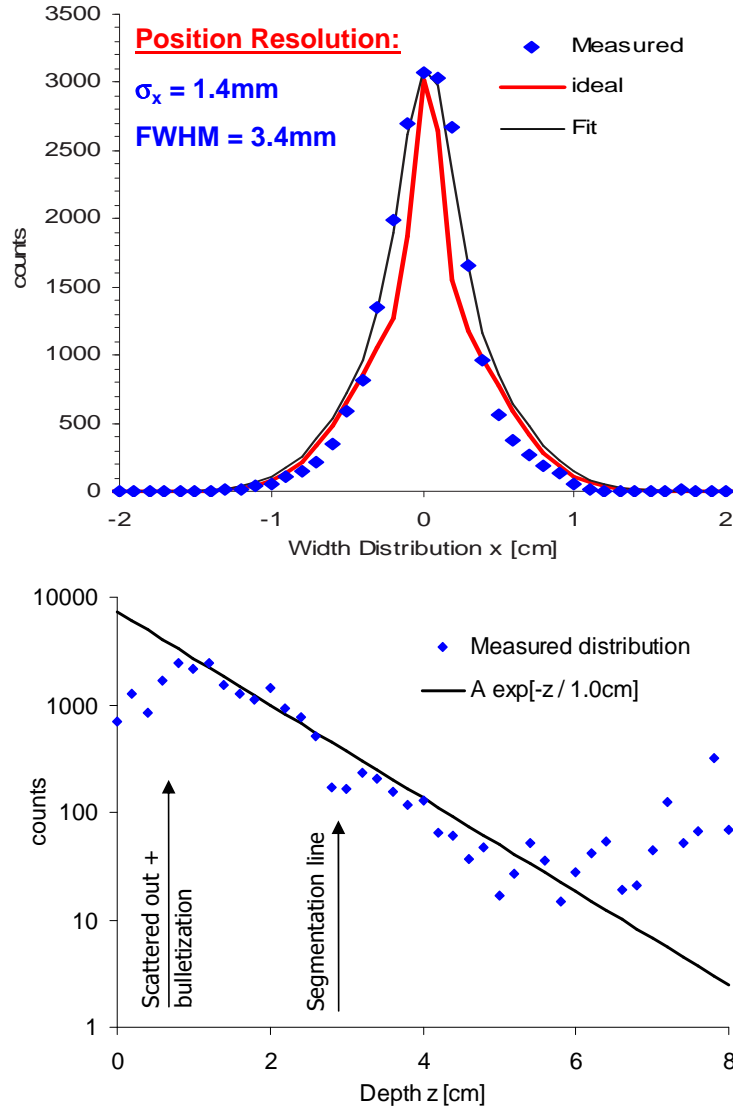 3500
3000
2500
2000
1500
1000
500
0
counts
Position Resolution:
σx = 1.4mm
FWHM = 3.4mm
Measured
ideal
Fit
-2
-1
0
1
2
Width Distribution x [cm]
10000
1000
100
10
1
counts
Measured distribution
A exp[-z / 1.0cm]
Scattered out +
bulletization
Segmentation line
0
2
4
6
8
Depth z [cm]